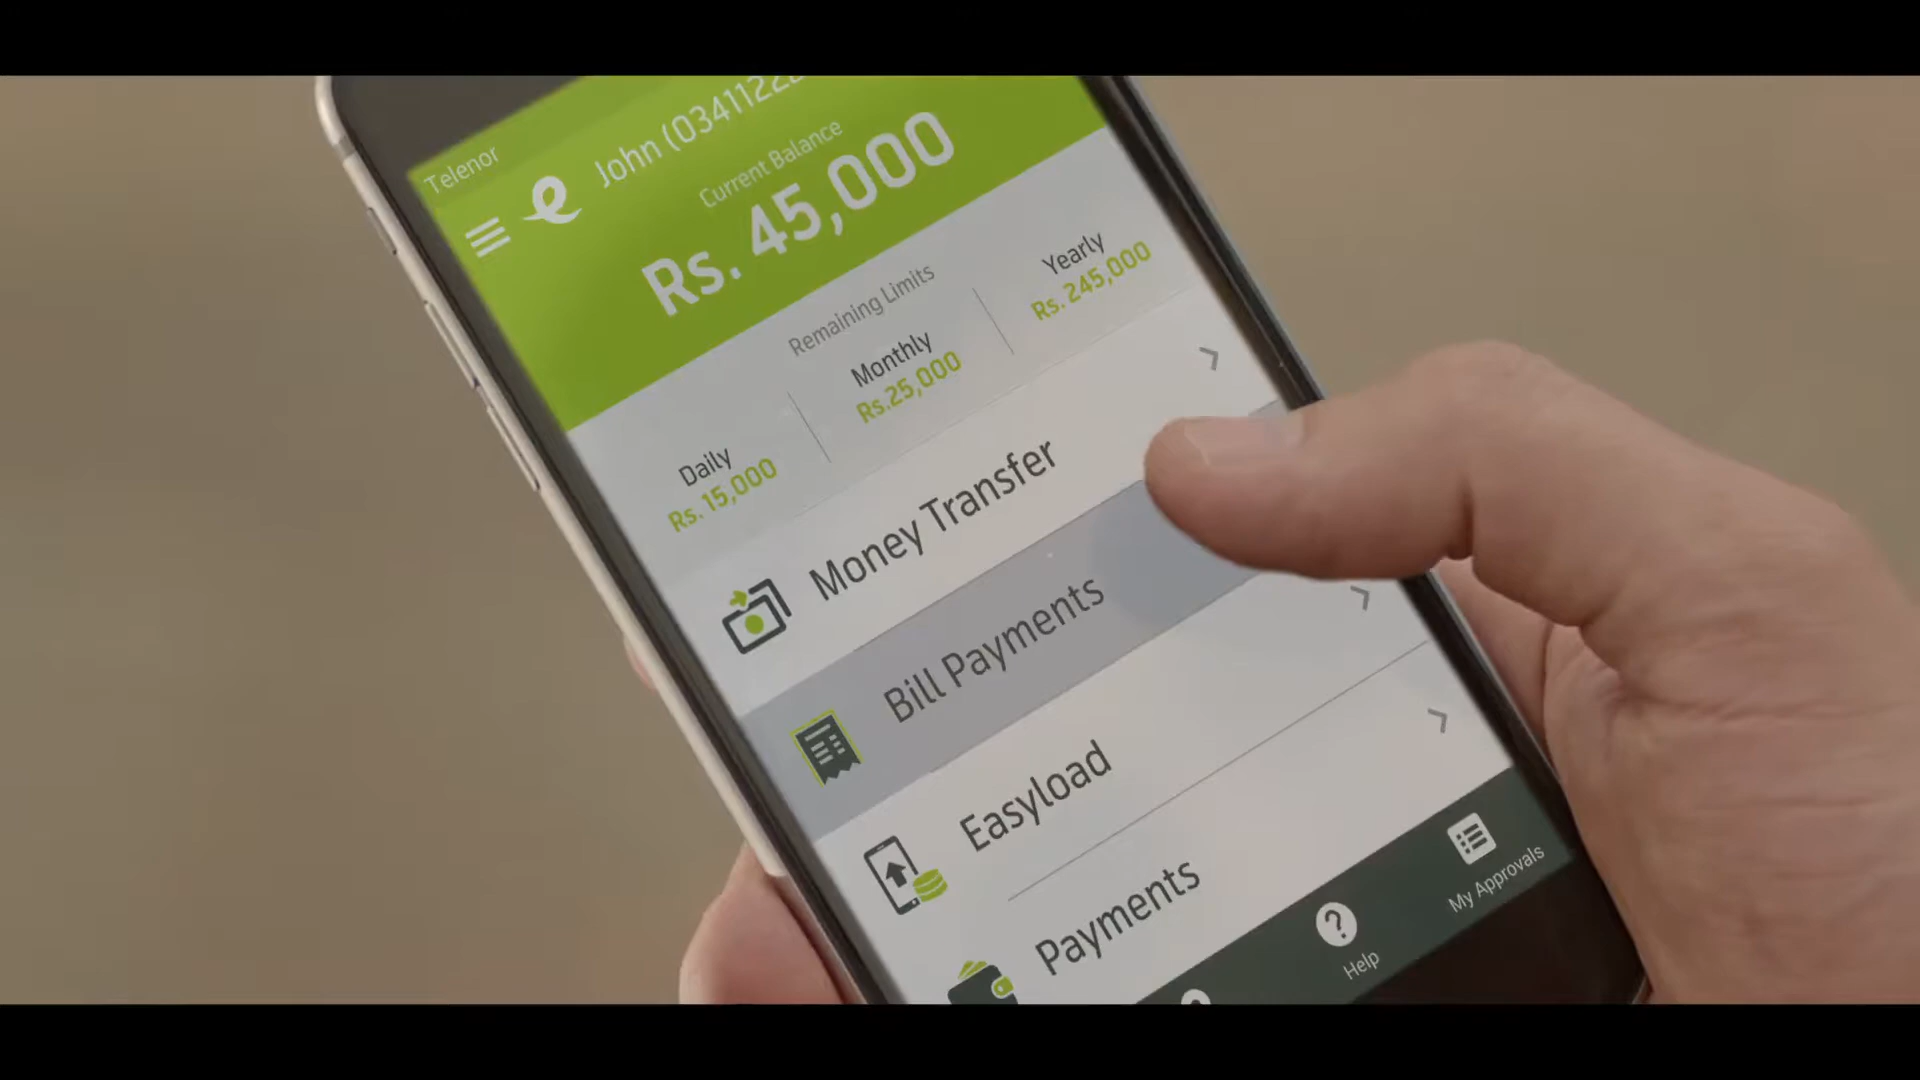 Telenor
John (03411222
Current Balance
Rs. 45,000
Remaining Limits
Daily
Rs. 15,000
Monthly
Rs.25,000
Yearly
Rs. 245,000
Money Transfer
Bill Payments
Easyload
Payments
Help
My Approvals